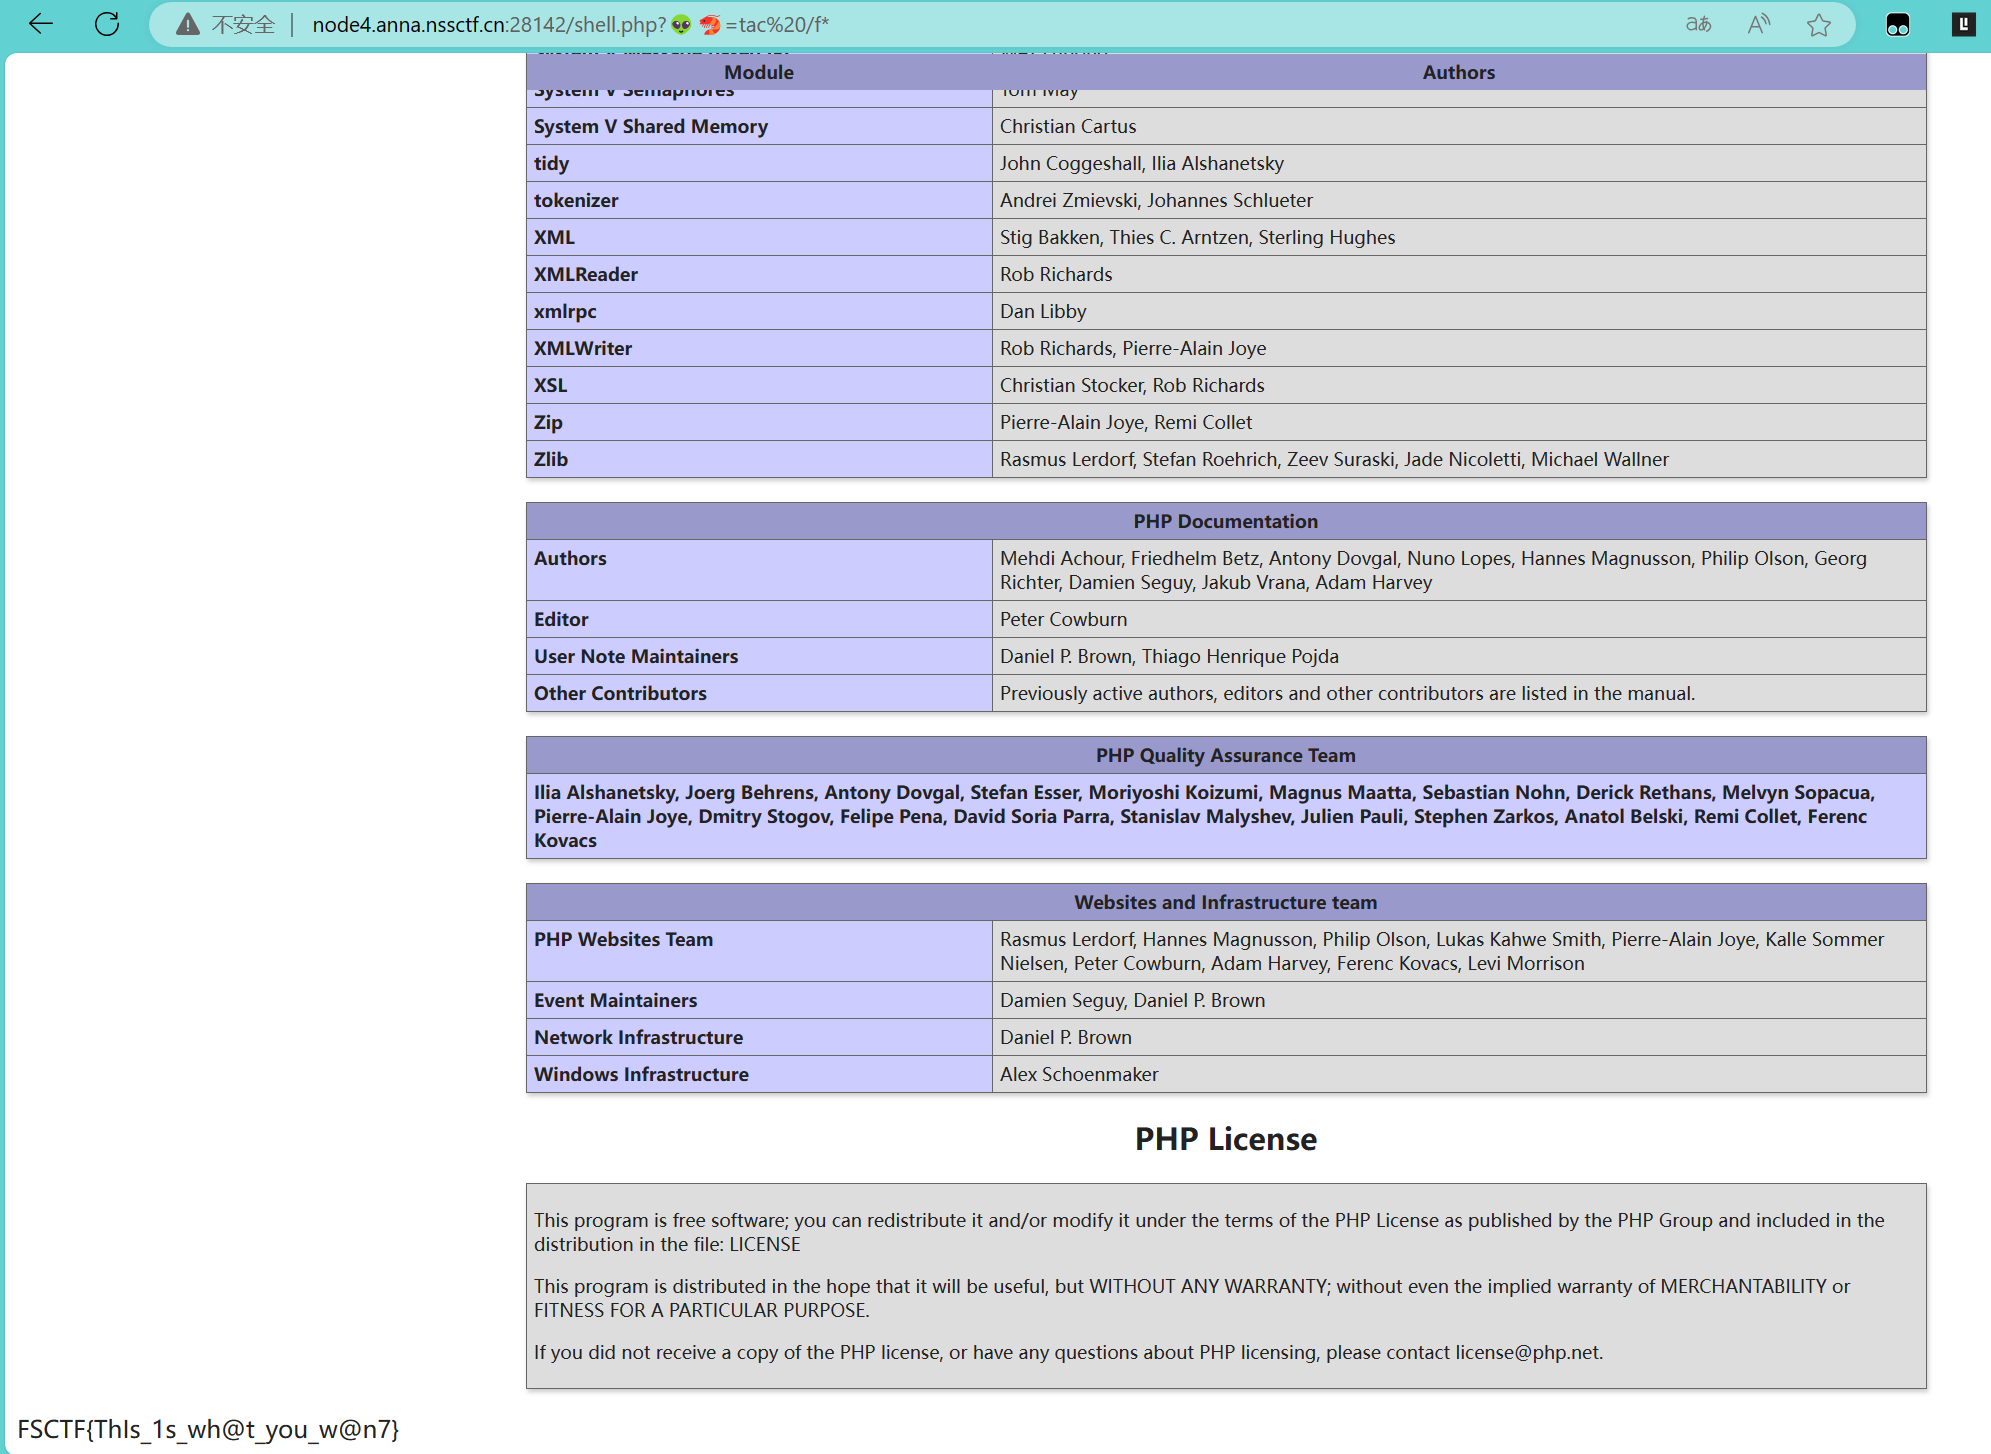 不安全 | node4.anna.nssctf.cn:28142/shell.php?👽🦐=tac%20/f*
Module Authors
System V Semaphores Tom May
System V Shared Memory Christian Cartus
tidy John Coggeshall, Ilia Alshanetsky
tokenizer Andrei Zmievski, Johannes Schlueter
XML Stig Bakken, Thies C. Arntzen, Sterling Hughes
XMLReader Rob Richards
xmlrpc Dan Libby
XMLWriter Rob Richards, Pierre-Alain Joye
XSL Christian Stocker, Rob Richards
Zip Pierre-Alain Joye, Remi Collet
Zlib Rasmus Lerdorf, Stefan Roehrich, Zeev Suraski, Jade Nicoletti, Michael Wallner
PHP Documentation
Authors Mehdi Achour, Friedhelm Betz, Antony Dovgal, Nuno Lopes, Hannes Magnusson, Philip Olson, Georg
Richter, Damien Seguy, Jakub Vrana, Adam Harvey
Editor Peter Cowburn
User Note Maintainers Daniel P. Brown, Thiago Henrique Pojda
Other Contributors Previously active authors, editors and other contributors are listed in the manual.
PHP Quality Assurance Team
Ilia Alshanetsky, Joerg Behrens, Antony Dovgal, Stefan Esser, Moriyoshi Koizumi, Magnus Maatta, Sebastian Nohn, Derick Rethans, Melvyn Sopacua,
Pierre-Alain Joye, Dmitry Stogov, Felipe Pena, David Soria Parra, Stanislav Malyshev, Julien Pauli, Stephen Zarkos, Anatol Belski, Remi Collet, Ferenc
Kovacs
Websites and Infrastructure team
PHP Websites Team Rasmus Lerdorf, Hannes Magnusson, Philip Olson, Lukas Kahwe Smith, Pierre-Alain Joye, Kalle Sommer
Nielsen, Peter Cowburn, Adam Harvey, Ferenc Kovacs, Levi Morrison
Event Maintainers Damien Seguy, Daniel P. Brown
Network Infrastructure Daniel P. Brown
Windows Infrastructure Alex Schoenmaker
PHP License
This program is free software; you can redistribute it and/or modify it under the terms of the PHP License as published by the PHP Group and included in the
distribution in the file: LICENSE
This program is distributed in the hope that it will be useful, but WITHOUT ANY WARRANTY; without even the implied warranty of MERCHANTABILITY or
FITNESS FOR A PARTICULAR PURPOSE.
If you did not receive a copy of the PHP license, or have any questions about PHP licensing, please contact license@php.net.
FSCTF{ThIs_1s_wh@t_you_w@n7}